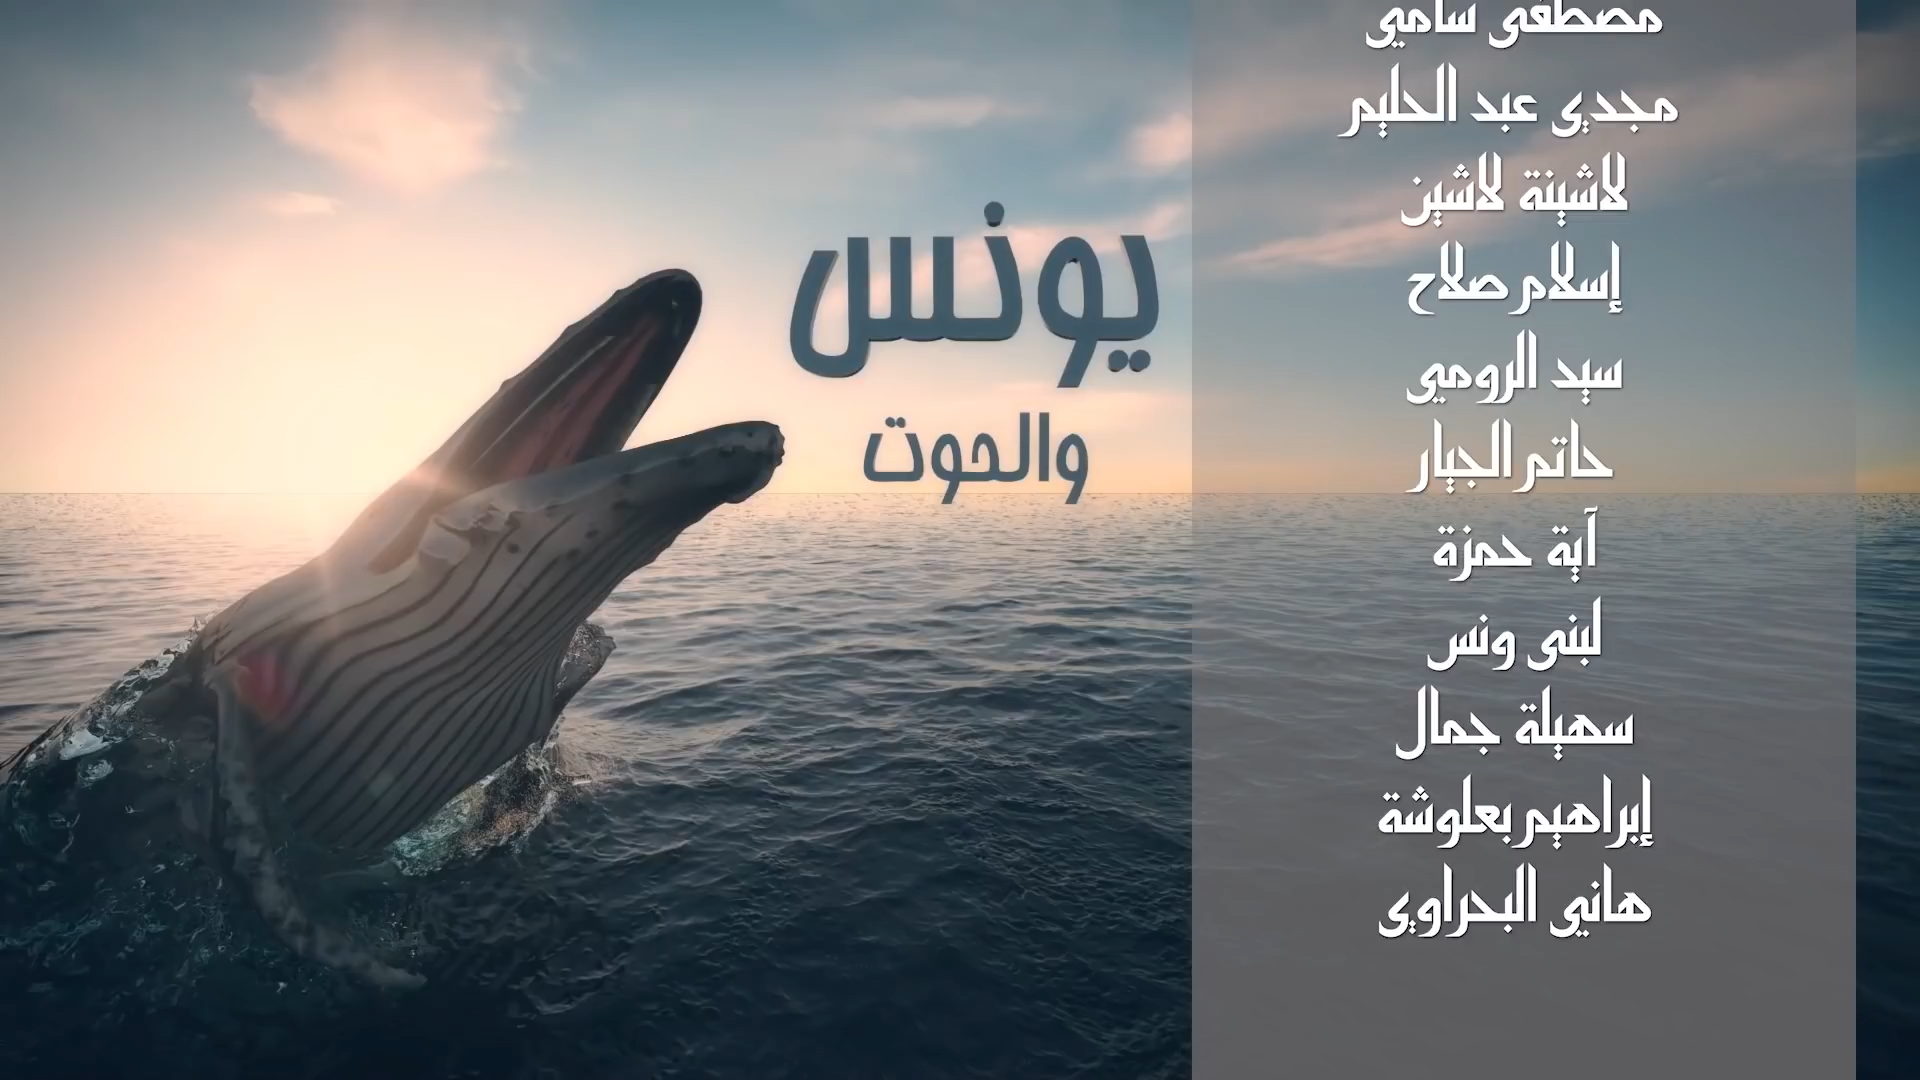 يونس
والحوت
مصطفى سامي
مجدي عبد الحليم
لاشينة لاشين
إسلام صلاح
سيد الرومي
حاتم الجيار
آية حمزة
لبنى ونس
سهيلة جمال
إبراهيم بعلوشة
هاني البحراوي